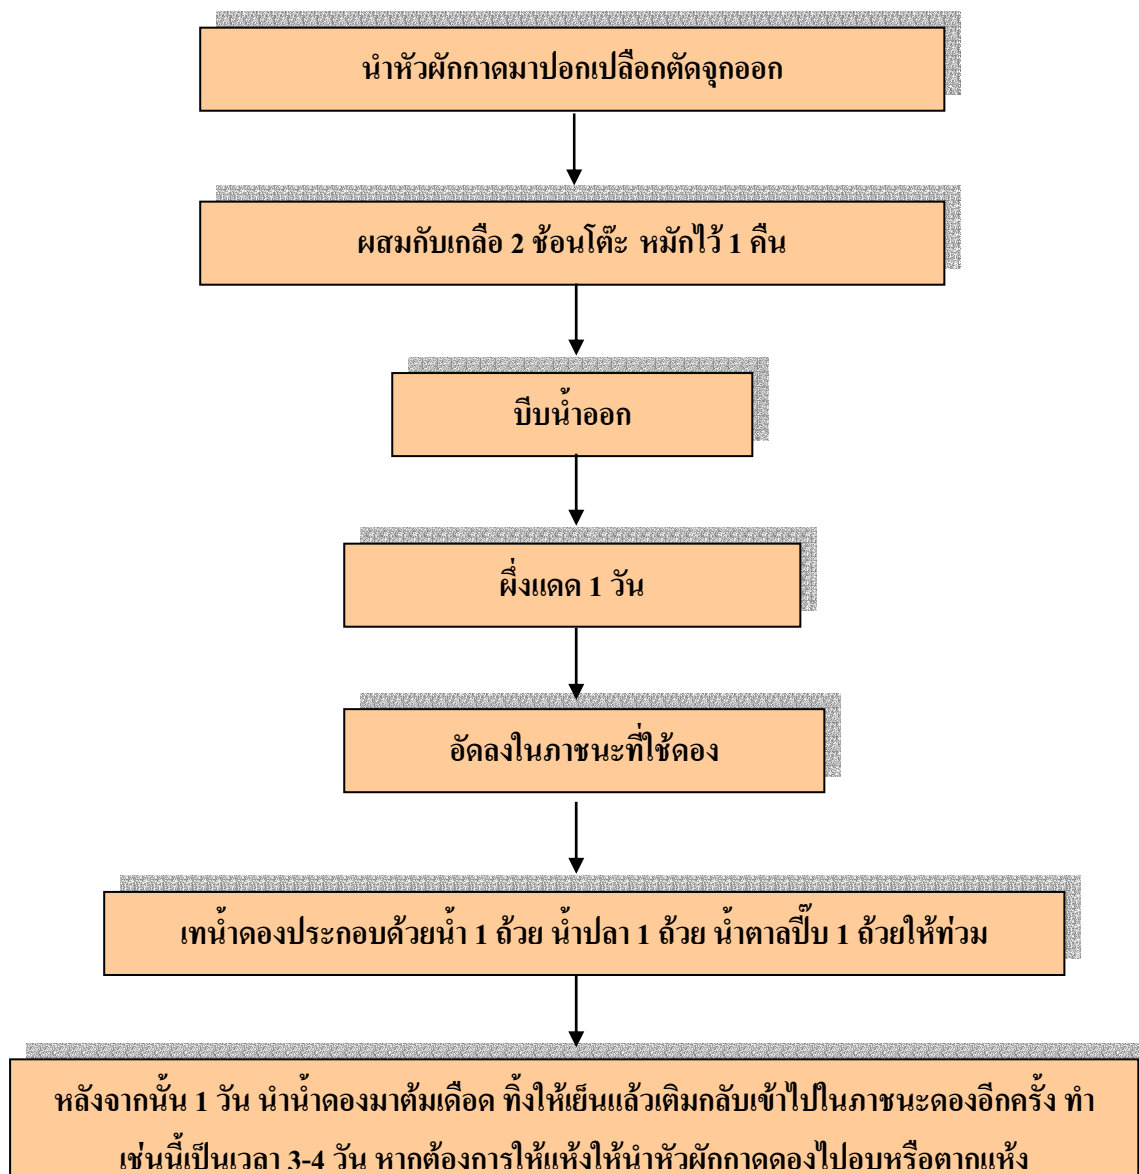 นำหัวผักกาดมาปอกเปลือกตัดจุกออก
ผสมกับเกลือ 2 ช้อนโต๊ะ หมักไว้ 1 คืน
บีบน้ำออก
ผึ่งแดด 1 วัน
อัดลงในภาชนะที่ใช้ดอง
เทน้ำดองประกอบด้วยน้ำ 1 ถ้วย น้ำปลา 1 ถ้วย น้ำตาลปี๊บ 1 ถ้วยให้ท่วม
หลังจากนั้น 1 วัน นำน้ำดองมาต้มเดือด ทิ้งให้เย็นแล้วเติมกลับเข้าไปในภาชนะดองอีกครั้ง ทำ
เช่นนี้เป็นเวลา 3-4 วัน หากต้องการให้แห้งให้นำหัวผักกาดดองไปอบหรือตากแห้ง